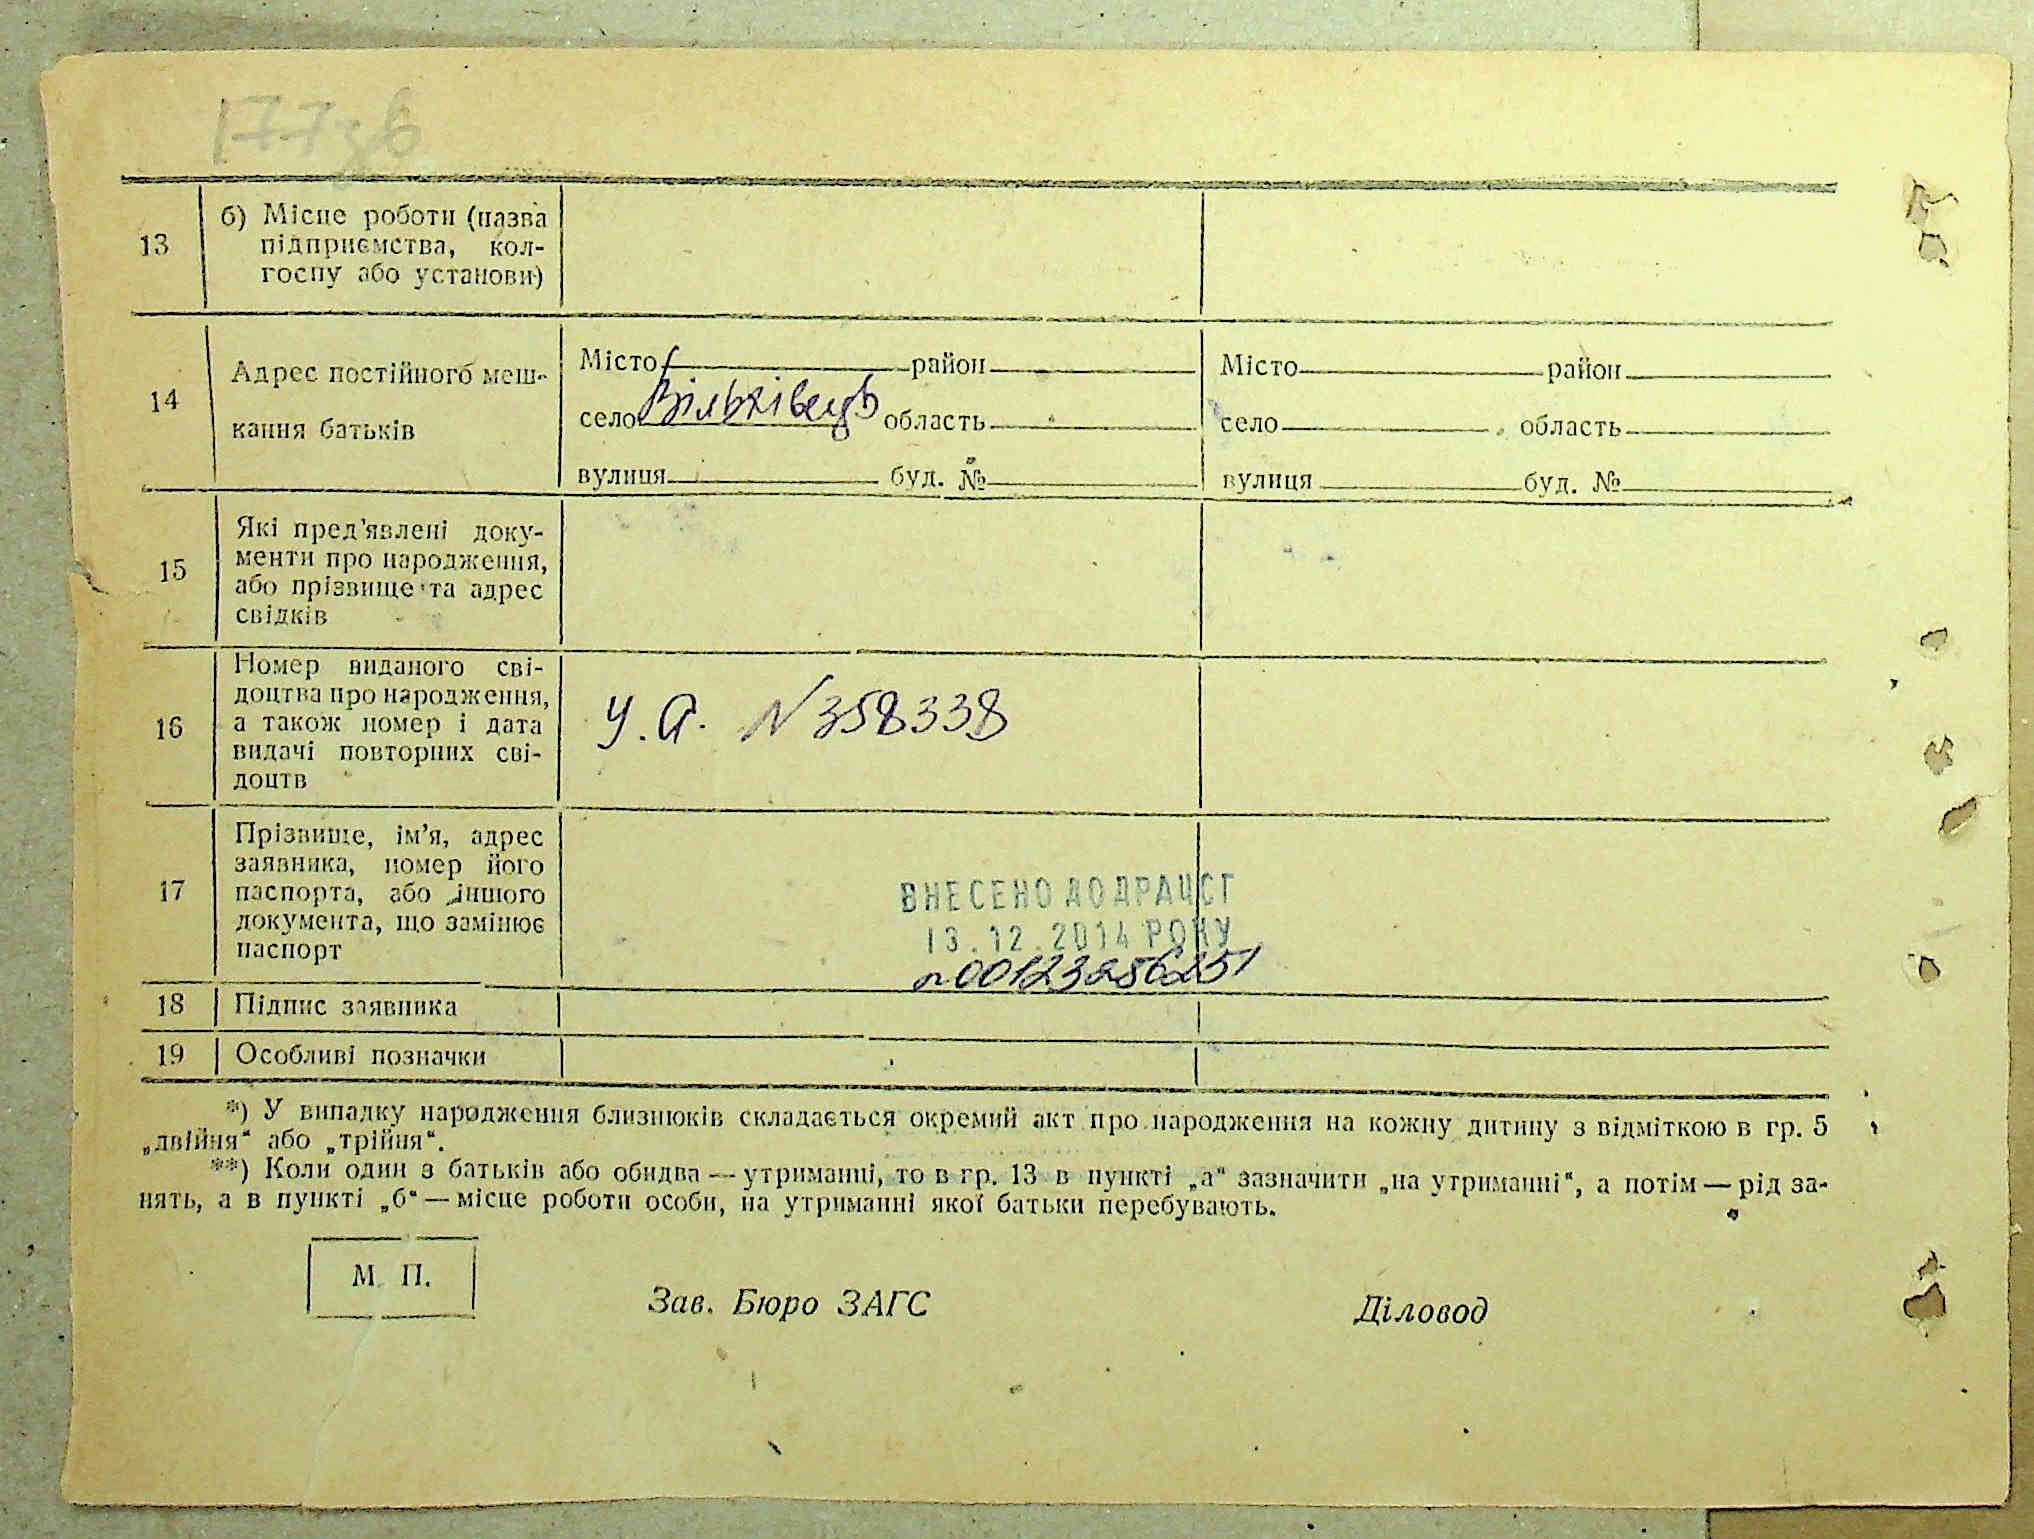 177зв
13
б) Місце роботи (назва
підприємства, кол-
госпу або установи)
14
Адрес постійного меш-
кання батьків
Місто район
село Вільхівець область
вулиця буд. №
Місто район
село область
вулиця буд. №
15
Які пред'явлені доку-
менти про народження,
або прізвище та адрес
свідків
16
Номер виданого сві-
доцтва про народження,
а також номер і дата
видачі повторних сві-
доцтв
У.А. N 358338
17
Прізвище, ім'я, адрес
заявника, номер його
паспорта, або іншого
документа, що замінює
паспорт
ВНЕСЕНО ДО ДРАЦСГ
13.12.2014 РОКУ
18
Підпис заявника
19
Особливі позначки
*) У випадку народження близнюків складається окремий акт про народження на кожну дитину з відміткою в гр. 5
„двійня“ або „трійня“.
**) Коли один з батьків або обидва — утриманці, то в гр. 13 в пункті „а“ зазначити „на утриманні“, а потім — рід за-
нять, а в пункті „б“ — місце роботи особи, на утриманні якої батьки перебувають.
М. П.
Зав. Бюро ЗАГС
Діловод